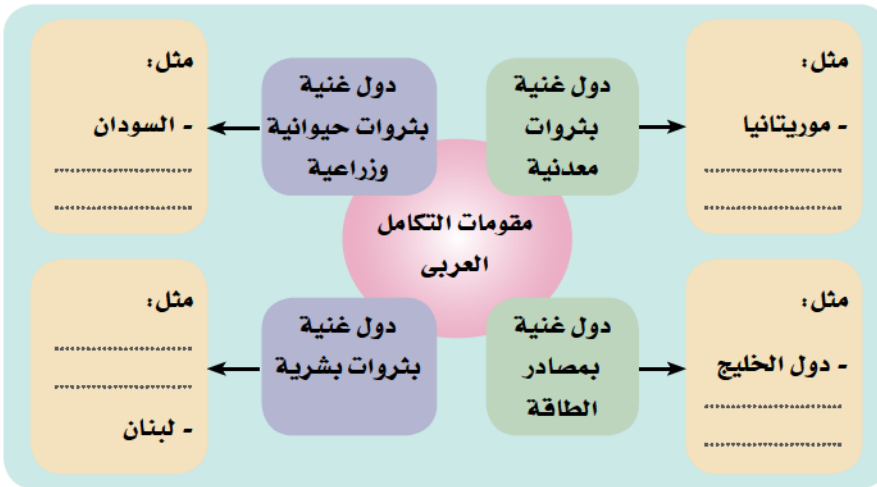 مقومات التكامل
العربى
دول غنية
بثروات
معدنية
مثل:
- موريتانيا
دول غنية
بثروات حيوانية
وزراعية
مثل:
- السودان
دول غنية
بمصادر
الطاقة
مثل:
- دول الخليج
دول غنية
بثروات بشرية
مثل:
- لبنان